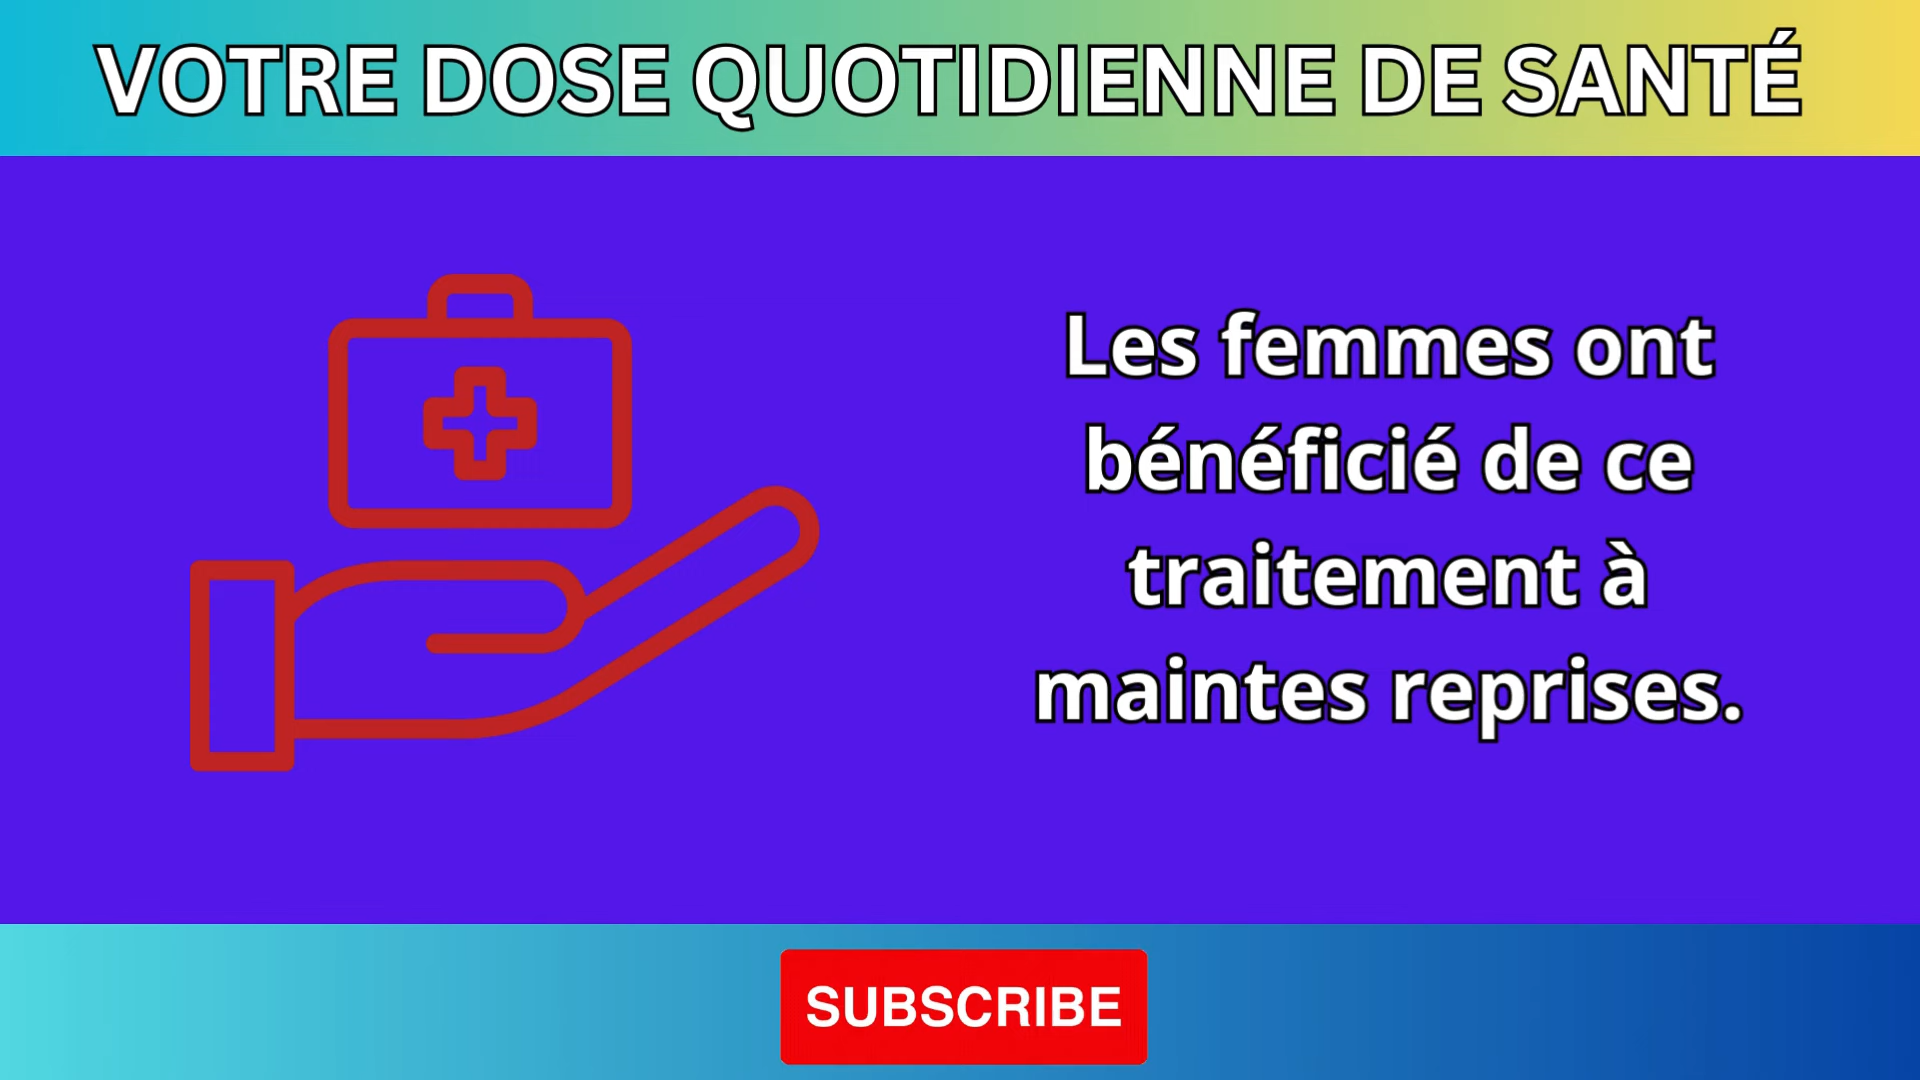 VOTRE DOSE QUOTIDIENNE DE SANTÉ
Les femmes ont
bénéficié de ce
traitement à
maintes reprises.
SUBSCRIBE